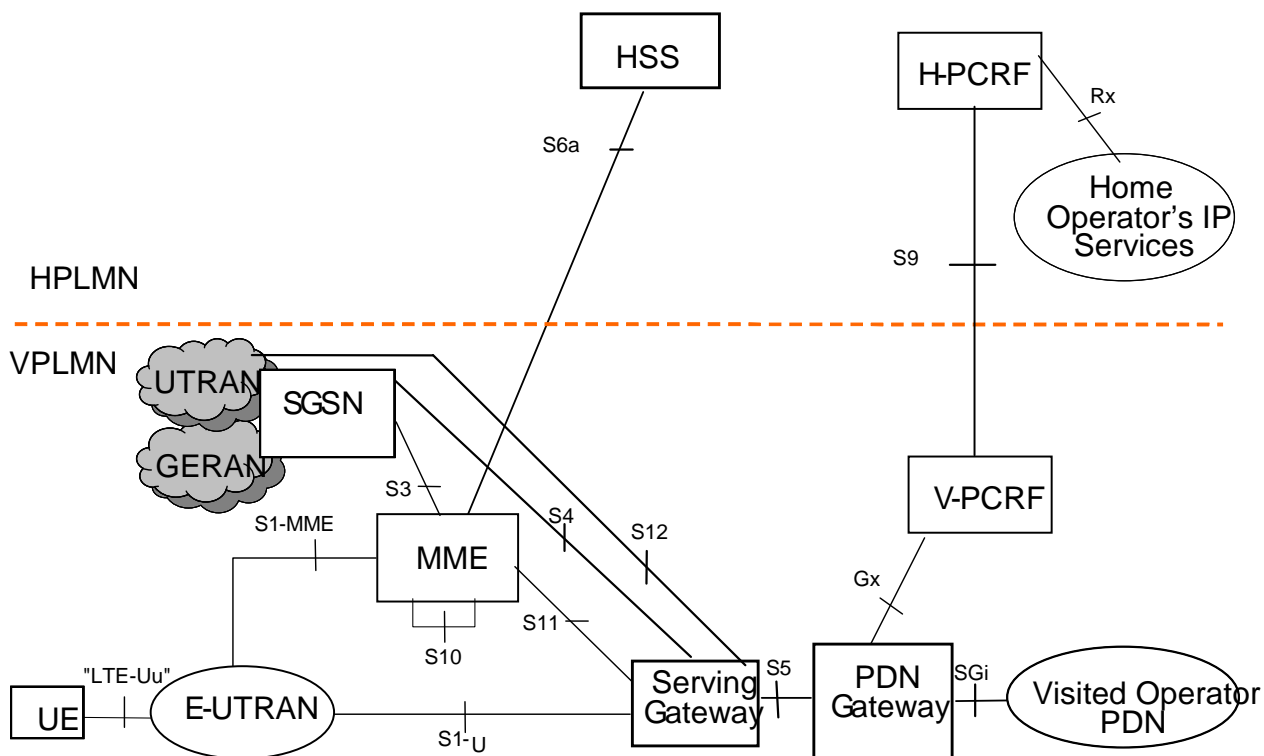 HSS
H-PCRF
Rx
S6a
Home
Operator's IP
Services
S9
HPLMN
VPLMN
UTRAN
SGSN
GERAN
V-PCRF
S3
S1-MME
S4
S12
MME
Gx
S11
S10
"LTE-Uu"
S5
SGi
UE
E-UTRAN
Serving
Gateway
PDN
Gateway
Visited Operator
PDN
S1-U